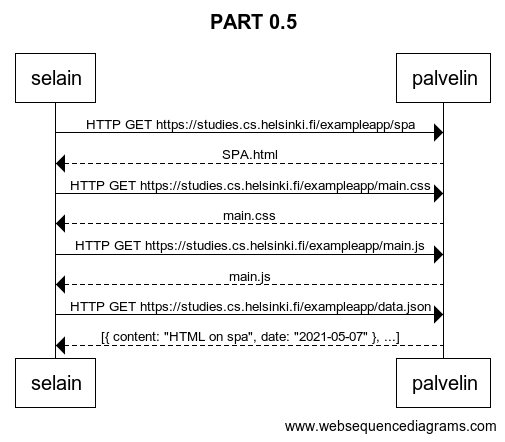 PART 0.5
selain palvelin
HTTP GET https://studies.cs.helsinki.fi/exampleapp/spa
SPA.html
HTTP GET https://studies.cs.helsinki.fi/exampleapp/main.css
main.css
HTTP GET https://studies.cs.helsinki.fi/exampleapp/main.js
main.js
HTTP GET https://studies.cs.helsinki.fi/exampleapp/data.json
[{ content: "HTML on spa", date: "2021-05-07" }, ...]
selain palvelin
www.websequencediagrams.com